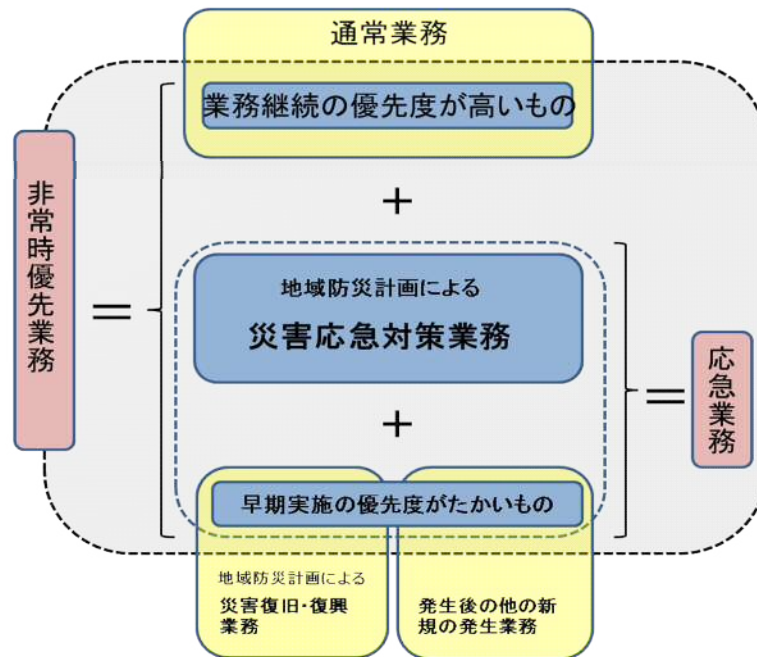 通常業務
業務継続の優先度が高いもの
+
非常時優先業務
=
地域防災計画による
災害応急対策業務
=
応急業務
+
早期実施の優先度がたかいもの
地域防災計画による
災害復旧・復興
業務
発生後の他の新
規の発生業務